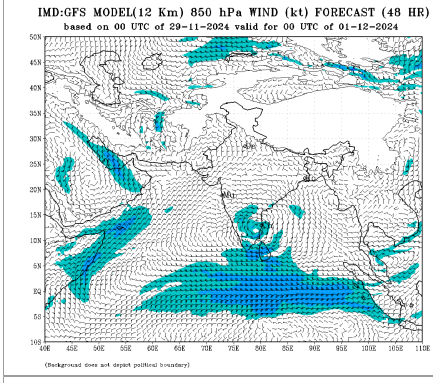 IMD:GFS MODEL(12 Km) 850 hPa WIND (kt) FORECAST (48 HR)
based on 00 UTC of 29-11-2024 valid for 00 UTC of 01-12-2024
50N
45N
40N
35N
30N
25N
20N
15N
10N
5N
EQ
5S
10S
40E 45E 50E 55E 60E 65E 70E 75E 80E 85E 90E 95E 100E 105E 110E
(Background does not depict political boundary)